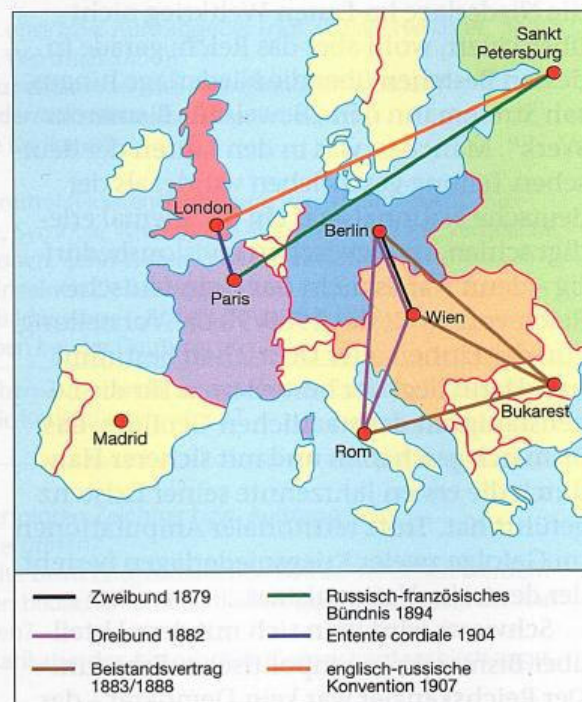 Sankt
Petersburg
London
Berlin
Paris
Wien
Bukarest
Rom
Madrid
Zweibund 1879
Dreibund 1882
Beistandsvertrag
1883/1888
Russisch-französisches
Bündnis 1894
Entente cordiale 1904
englisch-russische
Konvention 1907